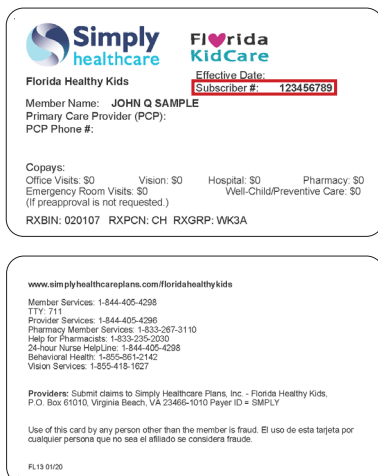 Simply
healthcare
Florida
KidCare
Florida Healthy Kids
Effective Date:
Subscriber #: 123456789
Member Name: JOHN Q SAMPLE
Primary Care Provider (PCP):
PCP Phone #:
Copays:
Office Visits: $0 Vision: $0 Hospital: $0 Pharmacy: $0
Emergency Room Visits: $0 Well-Child/Preventive Care: $0
(If preapproval is not requested.)
RXBIN: 020107 RXPCN: CH RXGRP: WK3A
www.simplyhealthcareplans.com/floridahealthykids
Member Services: 1-844-405-4298
TTY: 711
Provider Services: 1-844-405-4296
Pharmacy Member Services: 1-833-267-3110
Help for Pharmacists: 1-833-235-2030
24-hour Nurse HelpLine: 1-844-405-4298
Behavioral Health: 1-855-861-2142
Vision Services: 1-855-418-1627
Providers: Submit claims to Simply Healthcare Plans, Inc. - Florida Healthy Kids,
P.O. Box 61010, Virginia Beach, VA 23466-1010 Payer ID = SMPLY
Use of this card by any person other than the member is fraud. El uso de esta tarjeta por
cualquier persona que no sea el afiliado se considera fraude.
FL13 01/20